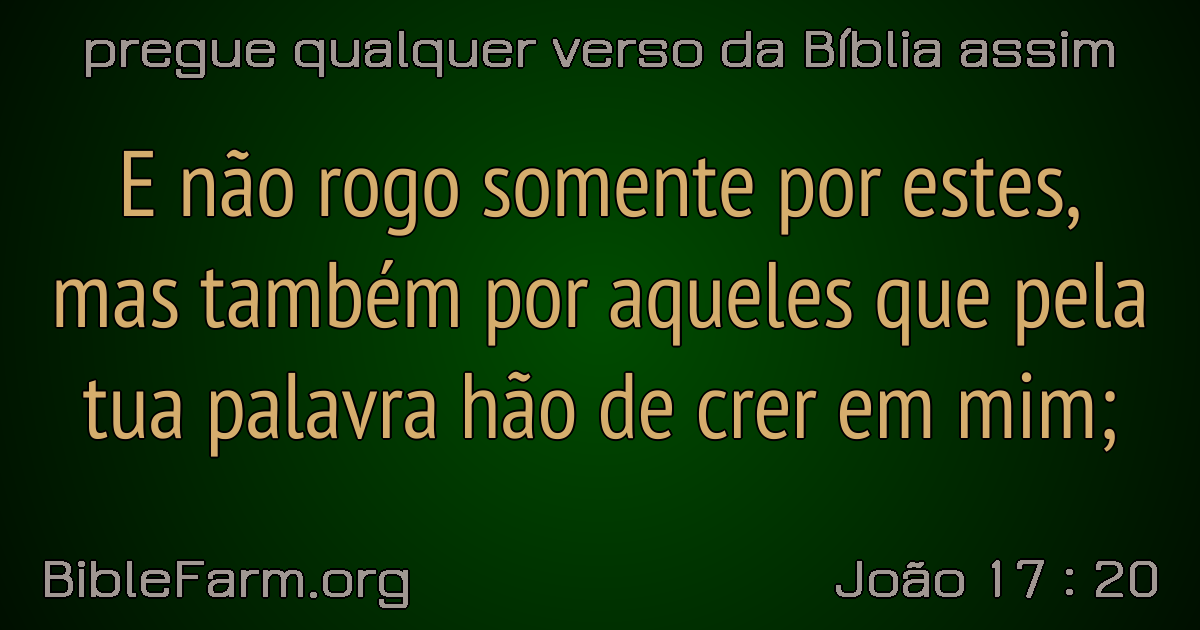 pregue qualquer verso da Bíblia assim
E não rogo somente por estes,
mas também por aqueles que pela
tua palavra hão de crer em mim;
BibleFarm.org
João 17 : 20